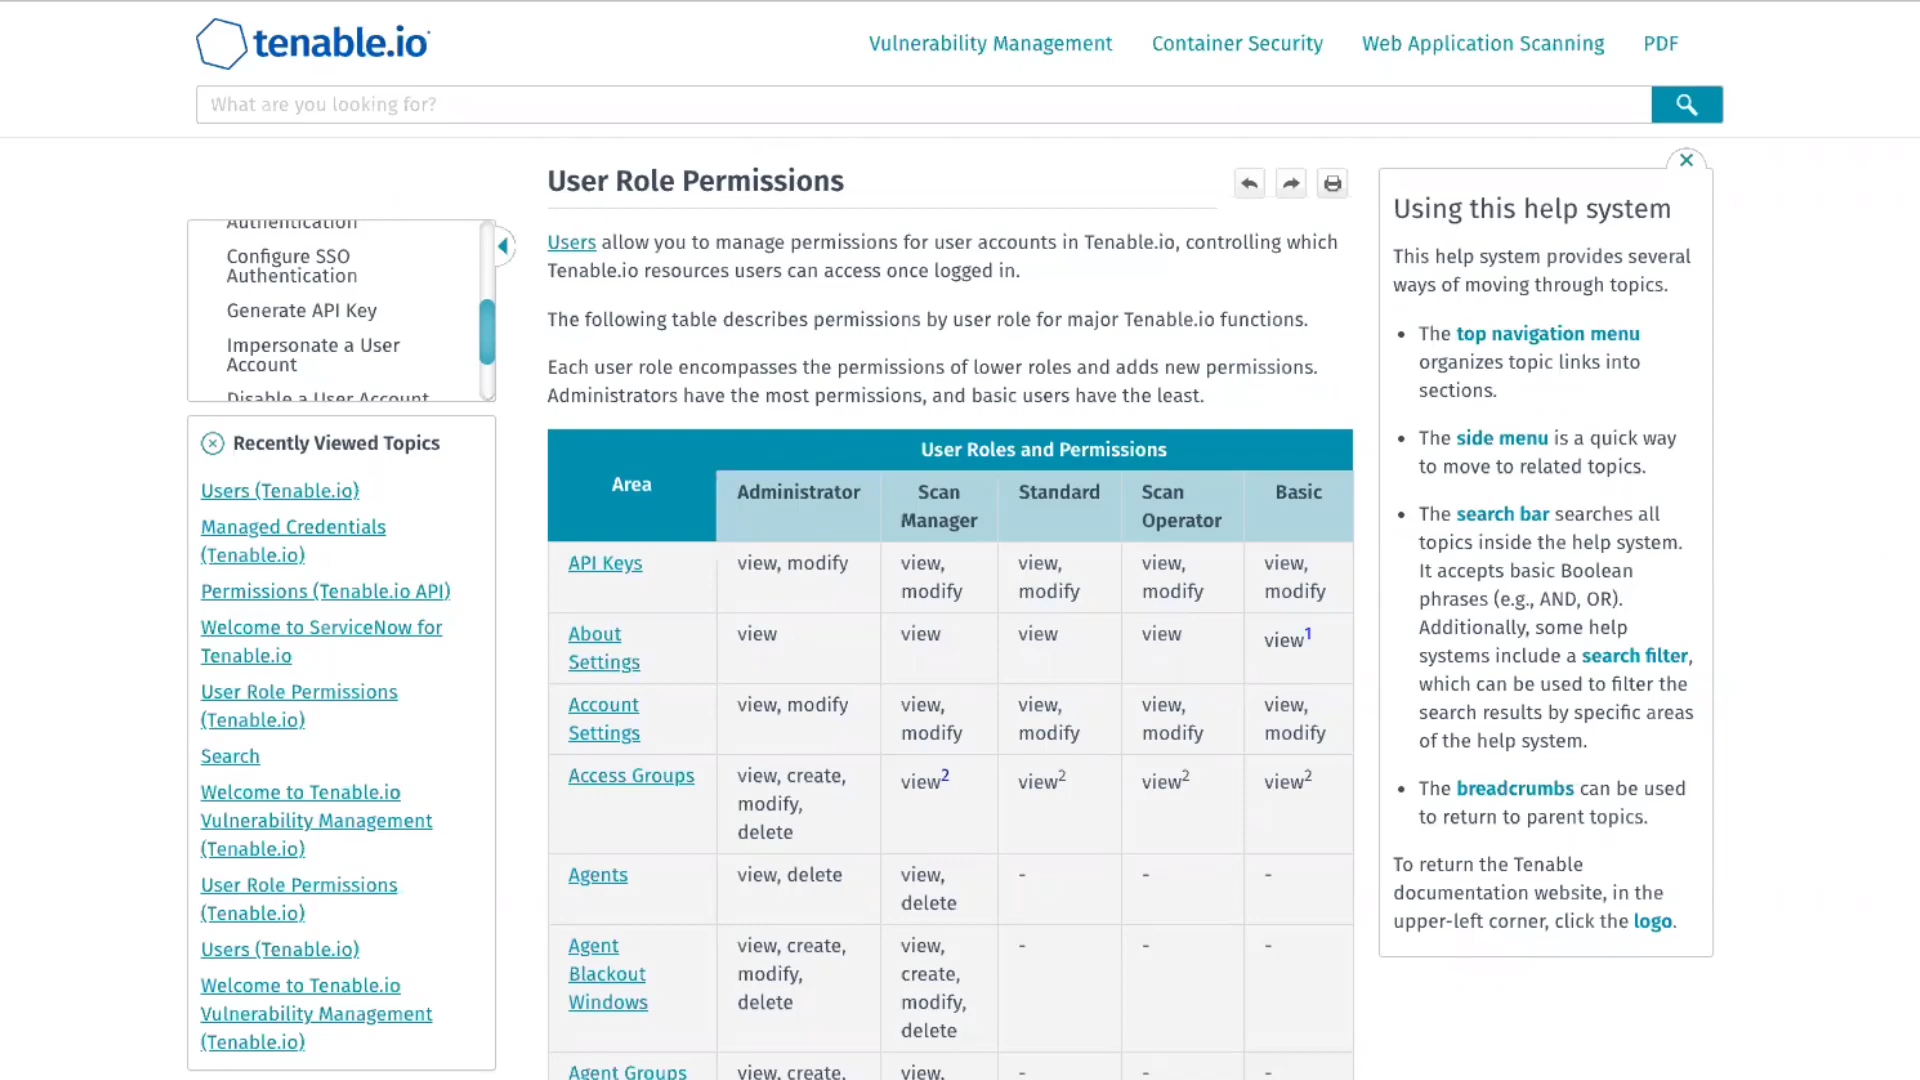 tenable.io
Vulnerability Management
Container Security
Web Application Scanning
PDF
What are you looking for?
Authentication
Configure SSO
Authentication
Generate API Key
Impersonate a User
Account
Disable a User Account
Recently Viewed Topics
Users (Tenable.io)
Managed Credentials
(Tenable.io)
Permissions (Tenable.io API)
Welcome to ServiceNow for
Tenable.io
User Role Permissions
(Tenable.io)
Search
Welcome to Tenable.io
Vulnerability Management
(Tenable.io)
User Role Permissions
(Tenable.io)
Users (Tenable.io)
Welcome to Tenable.io
Vulnerability Management
(Tenable.io)
User Role Permissions
Users allow you to manage permissions for user accounts in Tenable.io, controlling which
Tenable.io resources users can access once logged in.
The following table describes permissions by user role for major Tenable.io functions.
Each user role encompasses the permissions of lower roles and adds new permissions.
Administrators have the most permissions, and basic users have the least.
Area
User Roles and Permissions
Administrator
Scan
Manager
Standard
Scan
Operator
Basic
API Keys
view, modify
view,
modify
view,
modify
view,
modify
view,
modify
About
Settings
view
view
view
view
view1
Account
Settings
view, modify
view,
modify
view,
modify
view,
modify
view,
modify
Access Groups
view, create,
modify,
delete
view2
view2
view2
view2
Agents
view, delete
view,
delete
-
-
-
Agent
Blackout
Windows
view, create,
modify,
delete
view,
create,
modify,
delete
-
-
-
Agent Groups
view, create,
view,
-
-
-
Using this help system
This help system provides several
ways of moving through topics.
• The top navigation menu
organizes topic links into
sections.
• The side menu is a quick way
to move to related topics.
• The search bar searches all
topics inside the help system.
It accepts basic Boolean
phrases (e.g., AND, OR).
Additionally, some help
systems include a search filter,
which can be used to filter the
search results by specific areas
of the help system.
• The breadcrumbs can be used
to return to parent topics.
To return the Tenable
documentation website, in the
upper-left corner, click the logo.